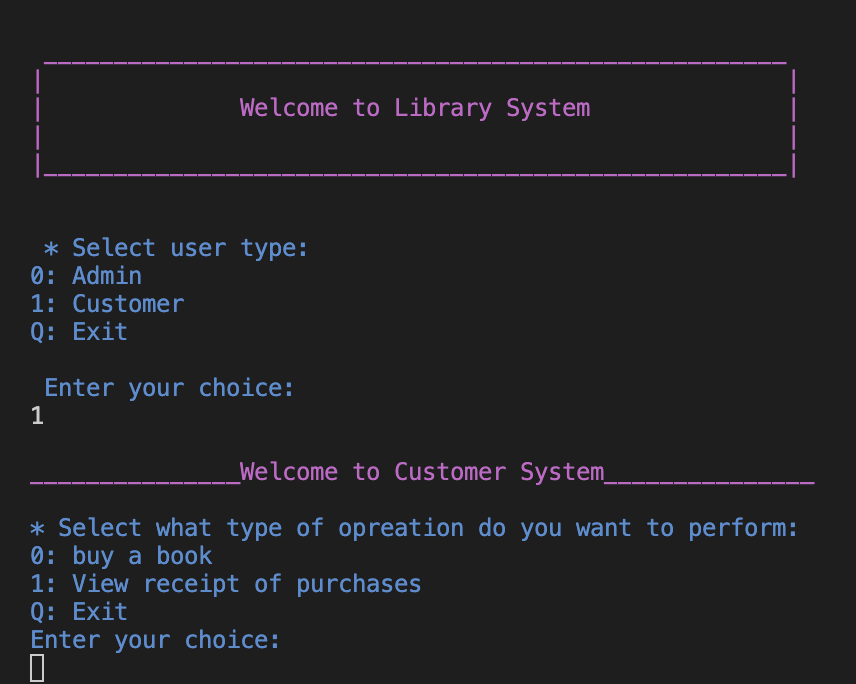 Welcome to Library System
* Select user type:
0: Admin
1: Customer
Q: Exit
Enter your choice:
1
_______________Welcome to Customer System_______________
* Select what type of opreation do you want to perform:
0: buy a book
1: View receipt of purchases
Q: Exit
Enter your choice: